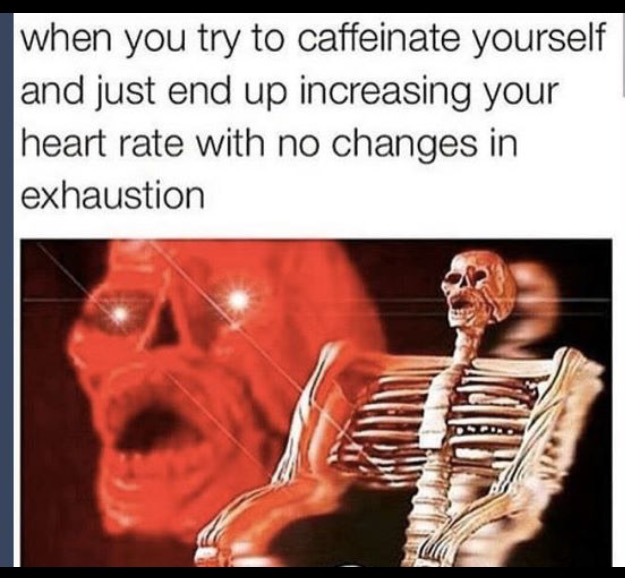 when you try to caffeinate yourself
and just end up increasing your
heart rate with no changes in
exhaustion